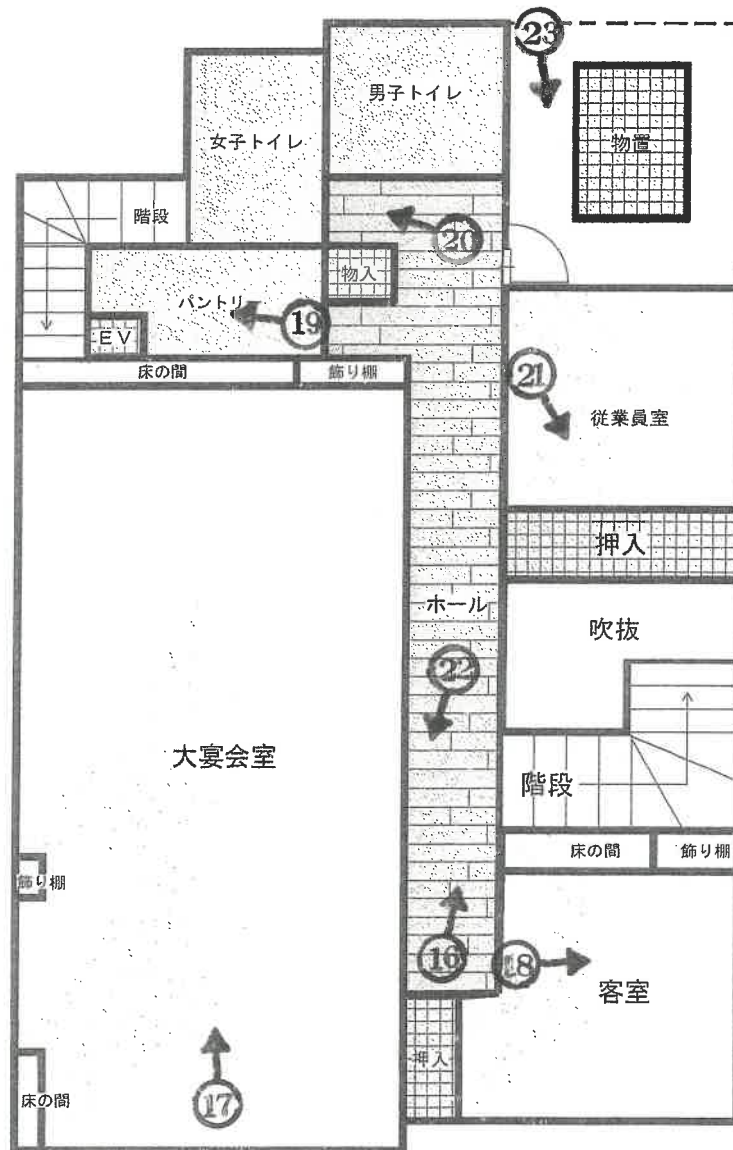 23
男子トイレ
女子トイレ
物置
階段
20
物入
パントリ
19
EV
床の間
飾り棚
21
従業員室
押入
ホール
吹抜
22
大宴会室
階段
床の間
飾り棚
飾り棚
16
18
客室
押入
床の間
17